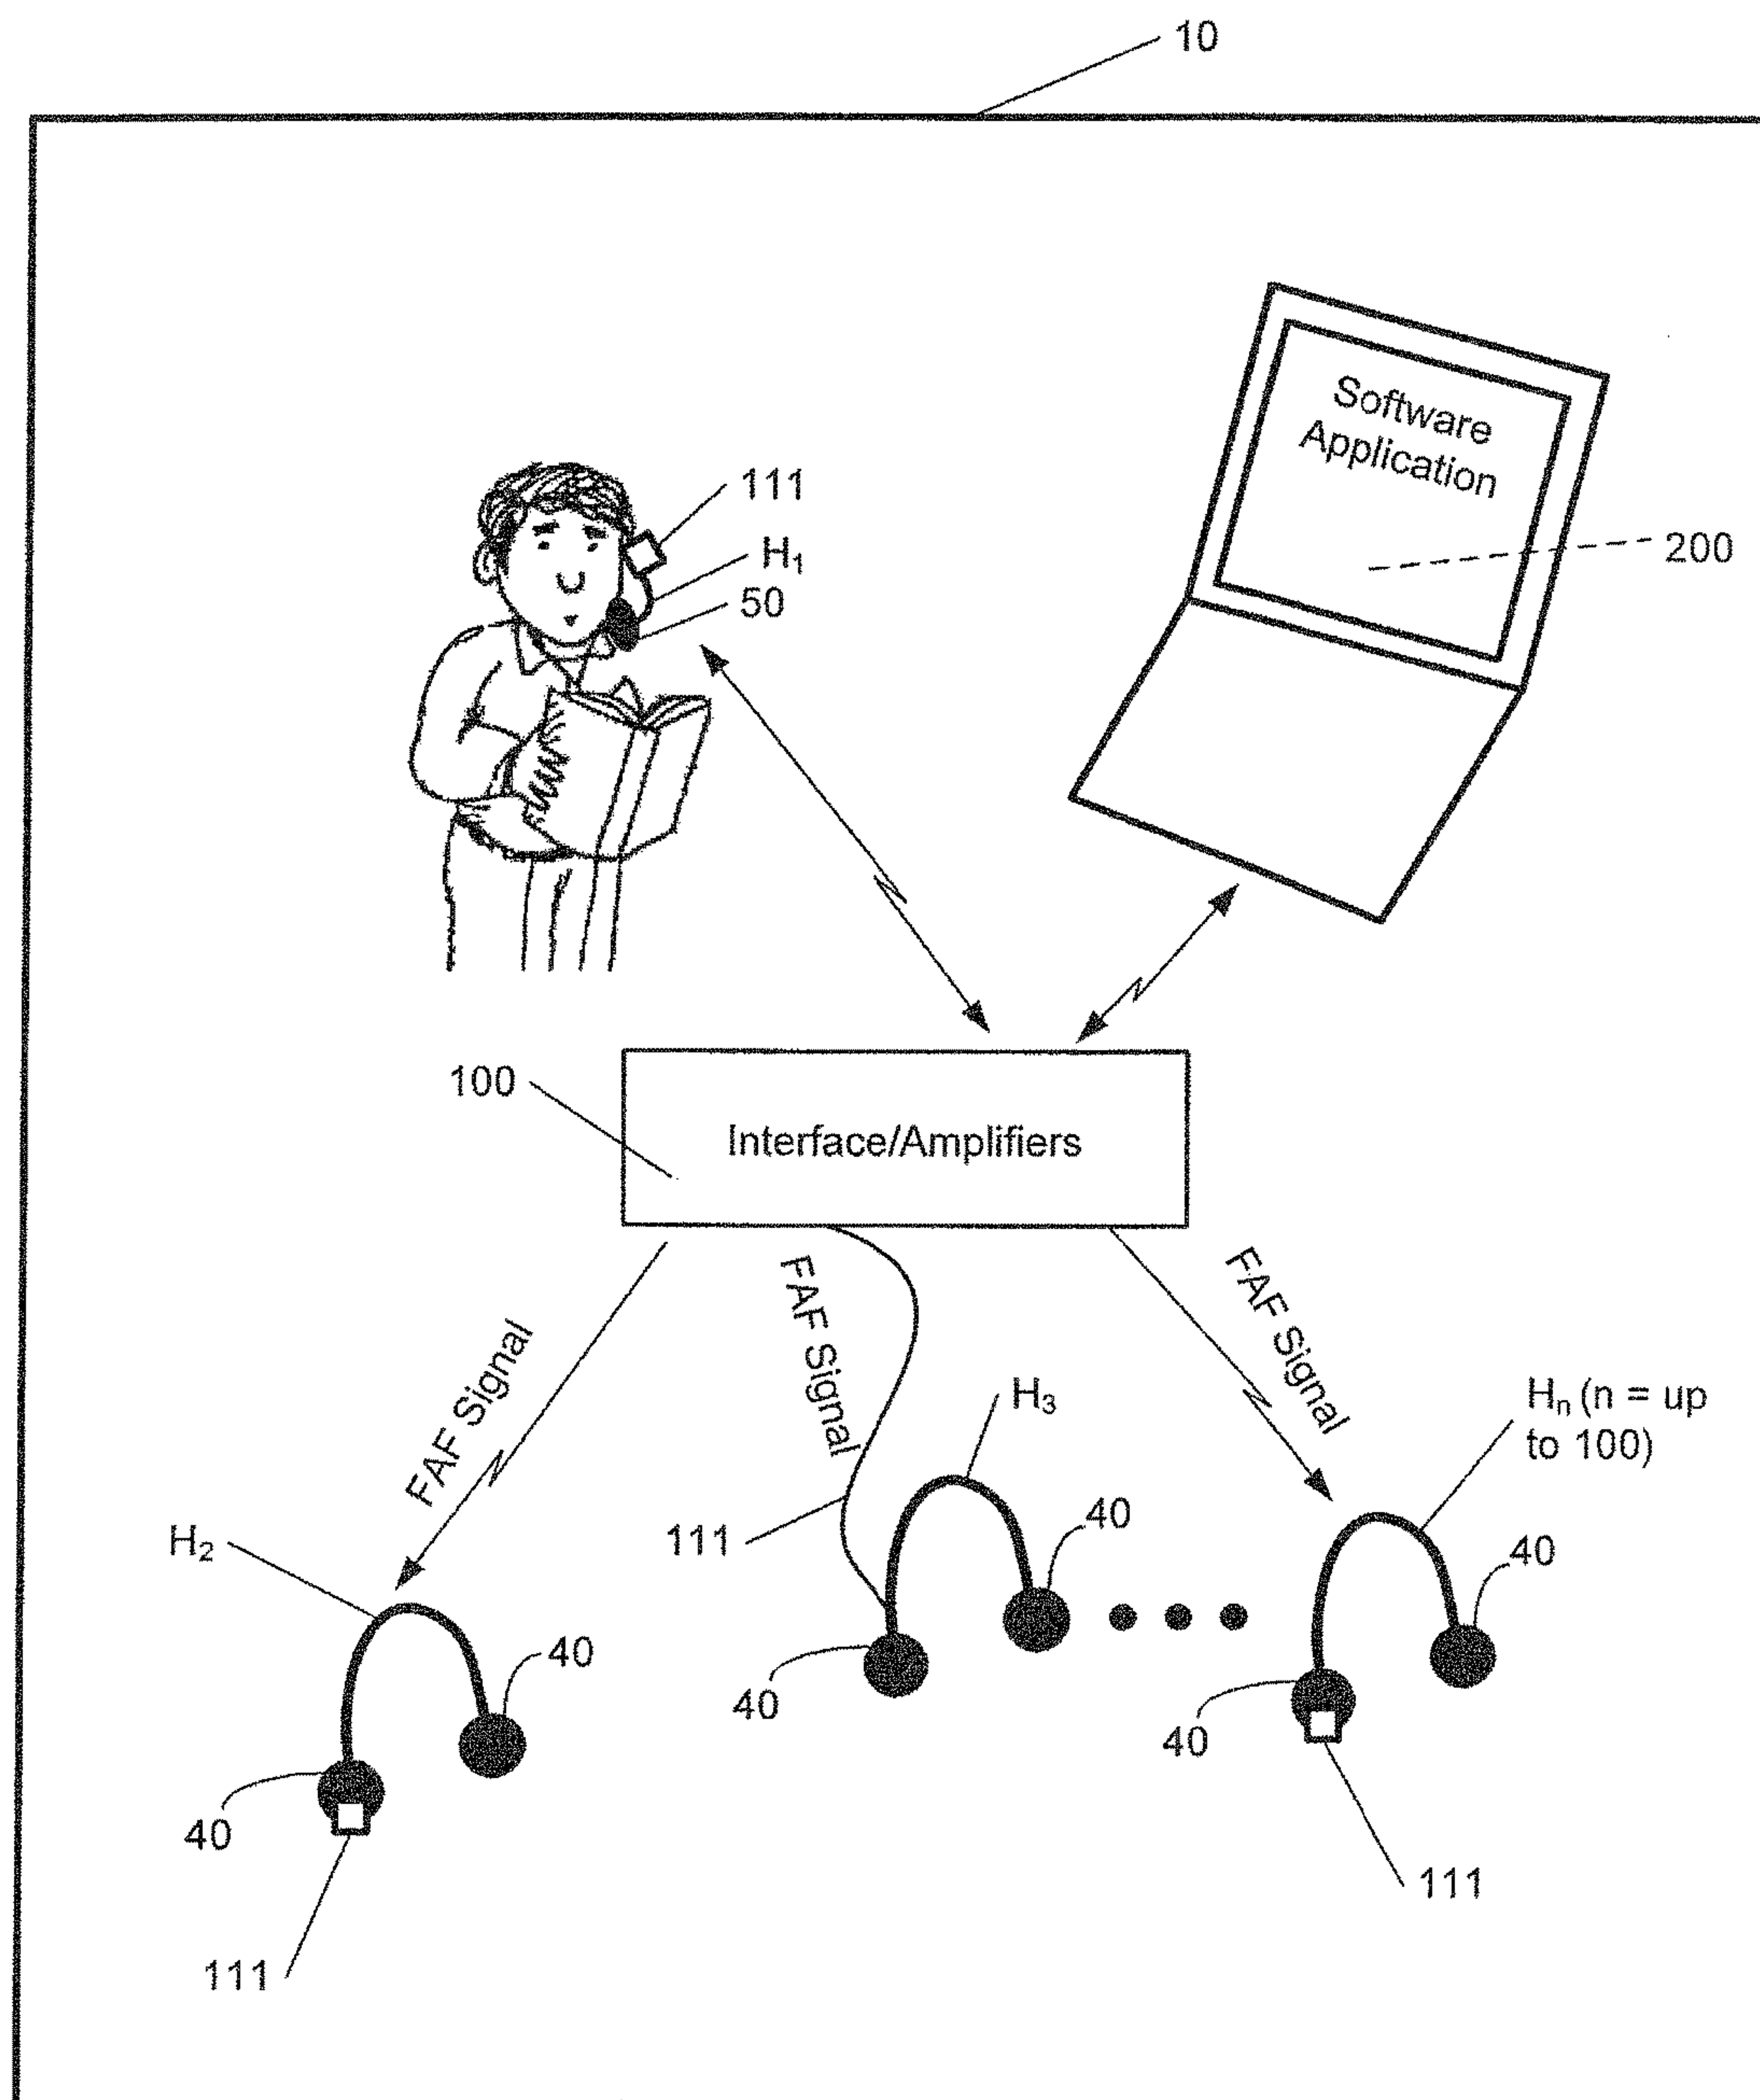 10
Software
Application
200
111
H₁
50
100
Interface/Amplifiers
FAF Signal
FAF Signal
FAF Signal
H₂
H₃
Hₙ (n = up
to 100)
111
40
40
40
40
40
40
111
111